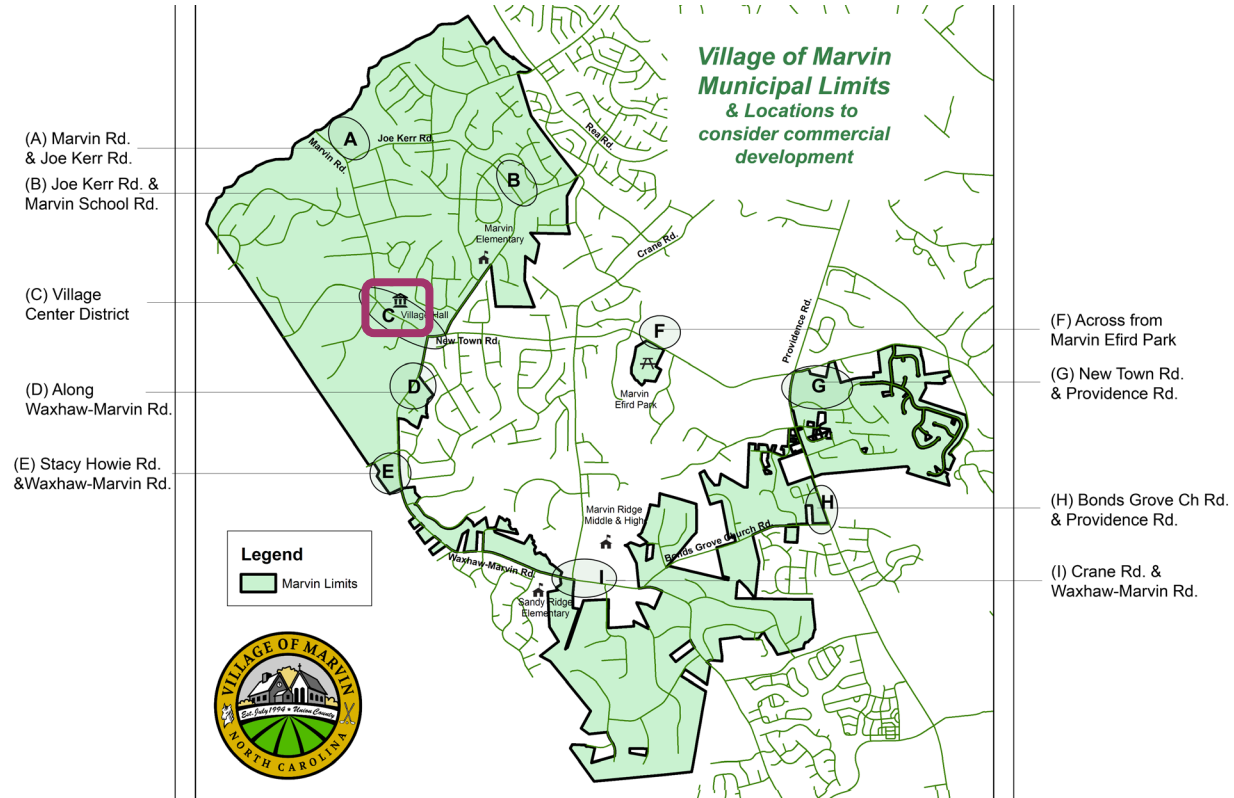 Village of Marvin
Municipal Limits
& Locations to
consider commercial
development
(A) Marvin Rd.
& Joe Kerr Rd.
(B) Joe Kerr Rd. &
Marvin School Rd.
(C) Village
Center District
(D) Along
Waxhaw-Marvin Rd.
(E) Stacy Howie Rd.
&Waxhaw-Marvin Rd.
(F) Across from
Marvin Efird Park
(G) New Town Rd.
& Providence Rd.
(H) Bonds Grove Ch Rd.
& Providence Rd.
(I) Crane Rd. &
Waxhaw-Marvin Rd.
A
Joe Kerr Rd.
Marvin Rd.
Rea Rd.
B
Marvin
Elementary
Crane Rd.
C
Village Hall
New Town Rd
Providence Rd.
F
D
Marvin
Efird Park
G
E
H
Marvin Ridge
Middle & High
Bonds Grove Church Rd.
Waxhaw-Marvin Rd.
I
Sandy Ridge
Elementary
Legend
Marvin Limits
VILLAGE OF MARVIN
Est. July 1994 • Union County
NORTH CAROLINA